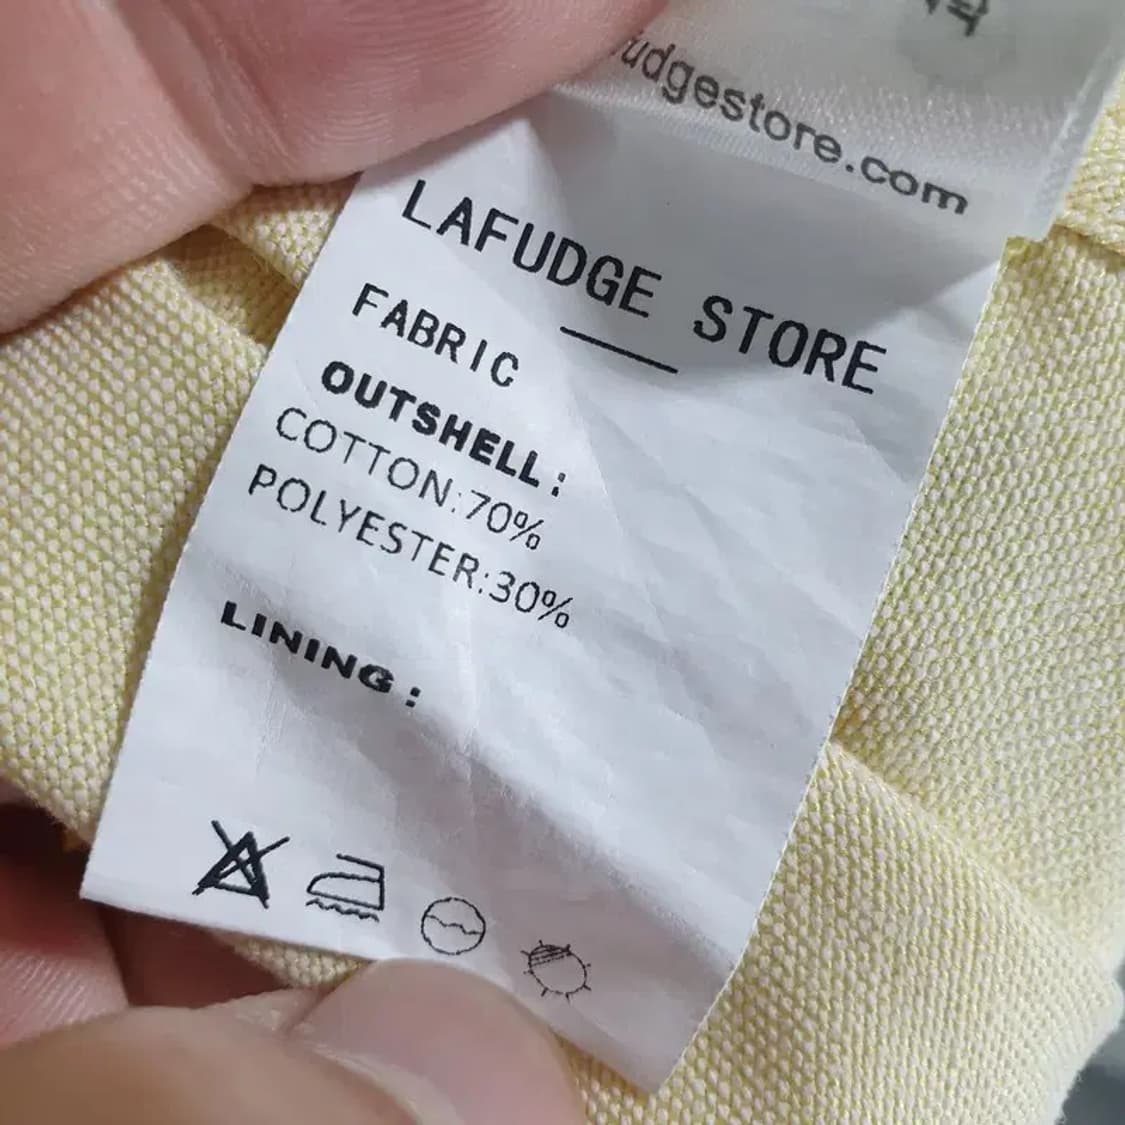 udgestore.com
LAFUDGE STORE
FABRIC
OUTSHELL:
COTTON:70%
POLYESTER:30%
LINING: